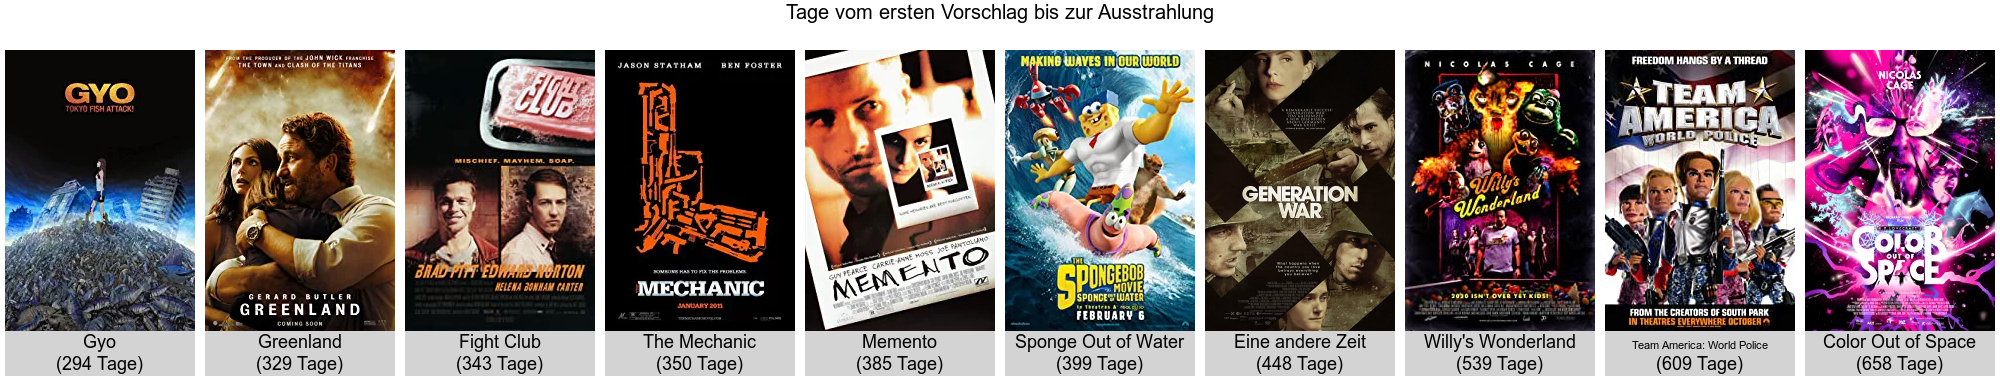 Tage vom ersten Vorschlag bis zur Ausstrahlung
GYO
TOKYO FISH ATTACK!
Gyo
(294 Tage)
FROM THE PRODUCER OF THE JOHN WICK FRANCHISE
THE TOWN AND CLASH OF THE TITANS
GERARD BUTLER
GREENLAND
COMING SOON
Greenland
(329 Tage)
FIGHT CLUB
MISCHIEF. MAYHEM. SOAP.
BRAD PITT EDWARD NORTON
HELENA BONHAM CARTER
Fight Club
(343 Tage)
JASON STATHAM BEN FOSTER
SOMEONE HAS TO FIX THE PROBLEMS.
MECHANIC
JANUARY 2011
The Mechanic
(350 Tage)
GUY PEARCE CARRIE-ANNE MOSS JOE PANTOLIANO
MEMENTO
Memento
(385 Tage)
MAKING WAVES IN OUR WORLD
THE
SPONGEBOB
MOVIE
SPONGE OUT OF WATER
FEBRUARY 6
Sponge Out of Water
(399 Tage)
GENERATION
WAR
Eine andere Zeit
(448 Tage)
NICOLAS CAGE
Willy's
Wonderland
2020 ISN'T OVER YET KIDS!
Willy's Wonderland
(539 Tage)
FREEDOM HANGS BY A THREAD
TEAM
AMERICA
WORLD POLICE
FROM THE CREATORS OF SOUTH PARK
IN THEATRES EVERYWHERE OCTOBER
Team America: World Police
(609 Tage)
NICOLAS
CAGE
COLOR
OUT OF
SPACE
Color Out of Space
(658 Tage)